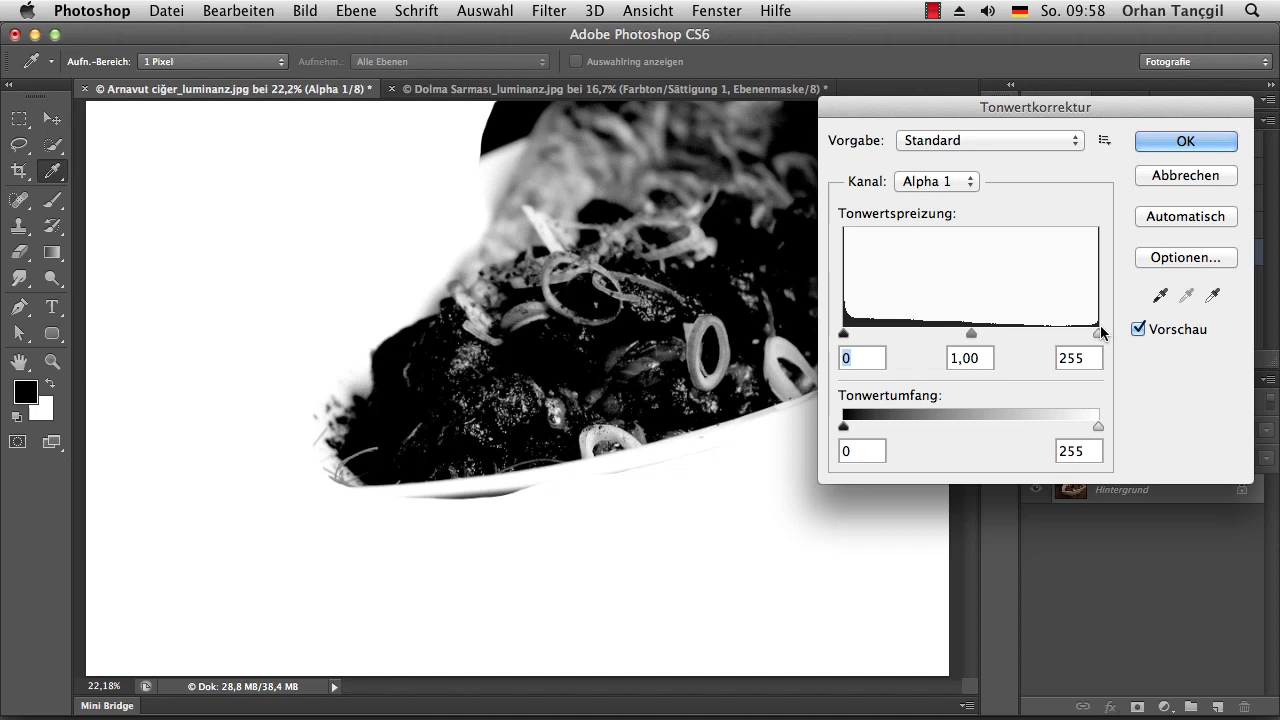 Photoshop Datei Bearbeiten Bild Ebene Schrift Auswahl Filter 3D Ansicht Fenster Hilfe So. 09:58 Orhan Tançgil
Adobe Photoshop CS6
Aufn.-Bereich: 1 Pixel Aufnehm.: Alle Ebenen Auswahlring anzeigen Fotografie
× © Arnavut ciğer_luminanz.jpg bei 22,2% (Alpha 1/8) * × © Dolma Sarması_luminanz.jpg bei 16,7% (Farbton/Sättigung 1, Ebenenmaske/8) *
Tonwertkorrektur
Vorgabe: Standard OK
Kanal: Alpha 1 Abbrechen
Tonwertspreizung: Automatisch
Optionen...
Vorschau
0 1,00 255
Tonwertumfang:
0 255
Hintergrund
22,18% © Dok: 28,8 MB/38,4 MB
Mini Bridge
fx